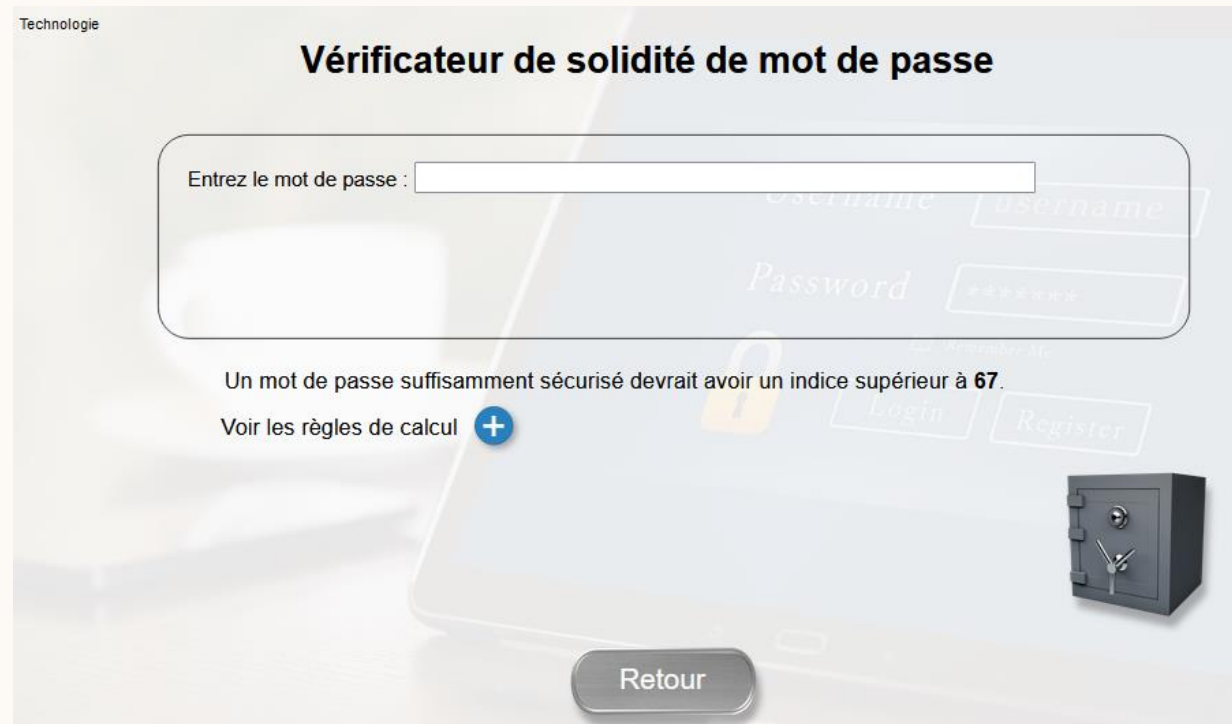 Technologie
Vérificateur de solidité de mot de passe
Entrez le mot de passe :
Username username
Password *******
Remember Me
Un mot de passe suffisamment sécurisé devrait avoir un indice supérieur à 67.
Voir les règles de calcul +
Login Register
Retour